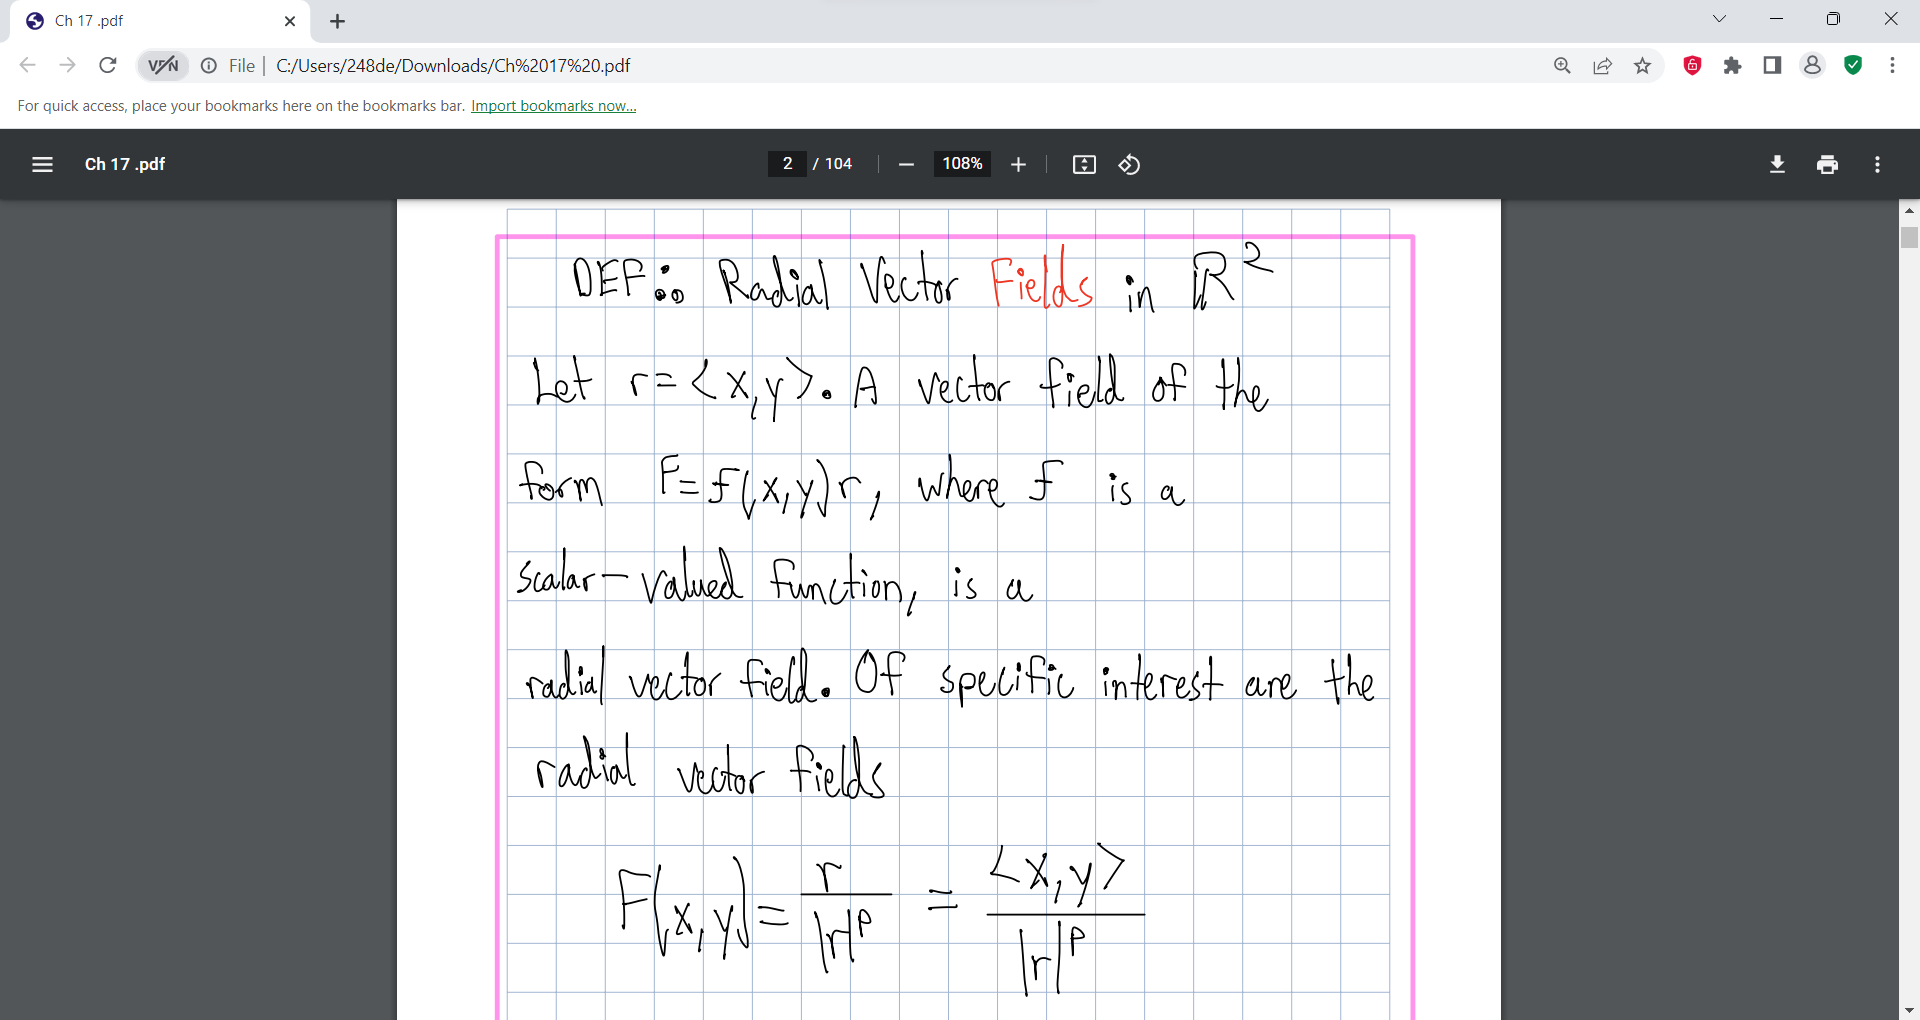 Ch 17 .pdf
VPN File C:/Users/248de/Downloads/Ch%2017%20.pdf
For quick access, place your bookmarks here on the bookmarks bar. Import bookmarks now...
Ch 17 .pdf 2 / 104 108%
DEF: Radial Vector Fields in ℝ²
Let r=<x,y>. A vector field of the
form F=f(x,y)r, where f is a
scalar-valued function, is a
radial vector field. Of specific interest are the
radial vector fields
F(x,y) = r/|r|^p = <x,y>/|r|^p